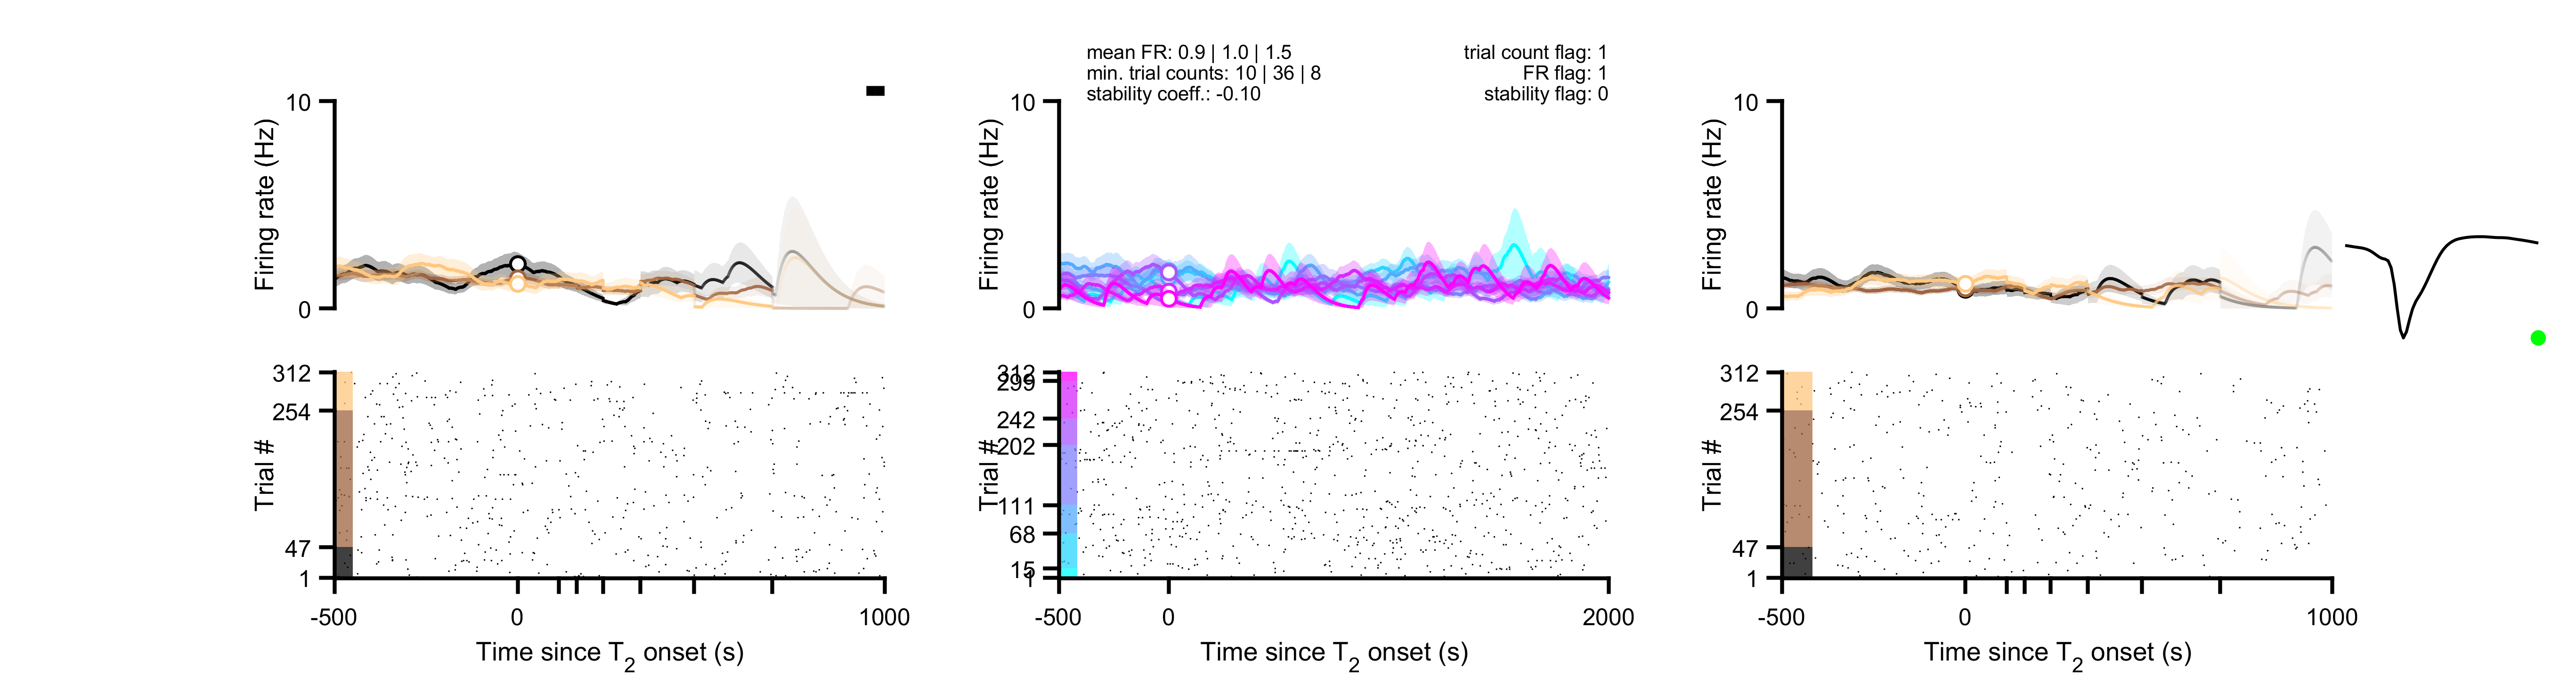 mean FR: 0.9 | 1.0 | 1.5
min. trial counts: 10 | 36 | 8
stability coeff.: -0.10
trial count flag: 1
FR flag: 1
stability flag: 0
Firing rate (Hz)
10
0
Trial #
312
254
47
1
-500
0
1000
Time since T2 onset (s)
Firing rate (Hz)
10
0
Trial #
312
299
242
202
111
68
15
1
-500
0
2000
Time since T2 onset (s)
Firing rate (Hz)
10
0
Trial #
312
254
47
1
-500
0
1000
Time since T2 onset (s)